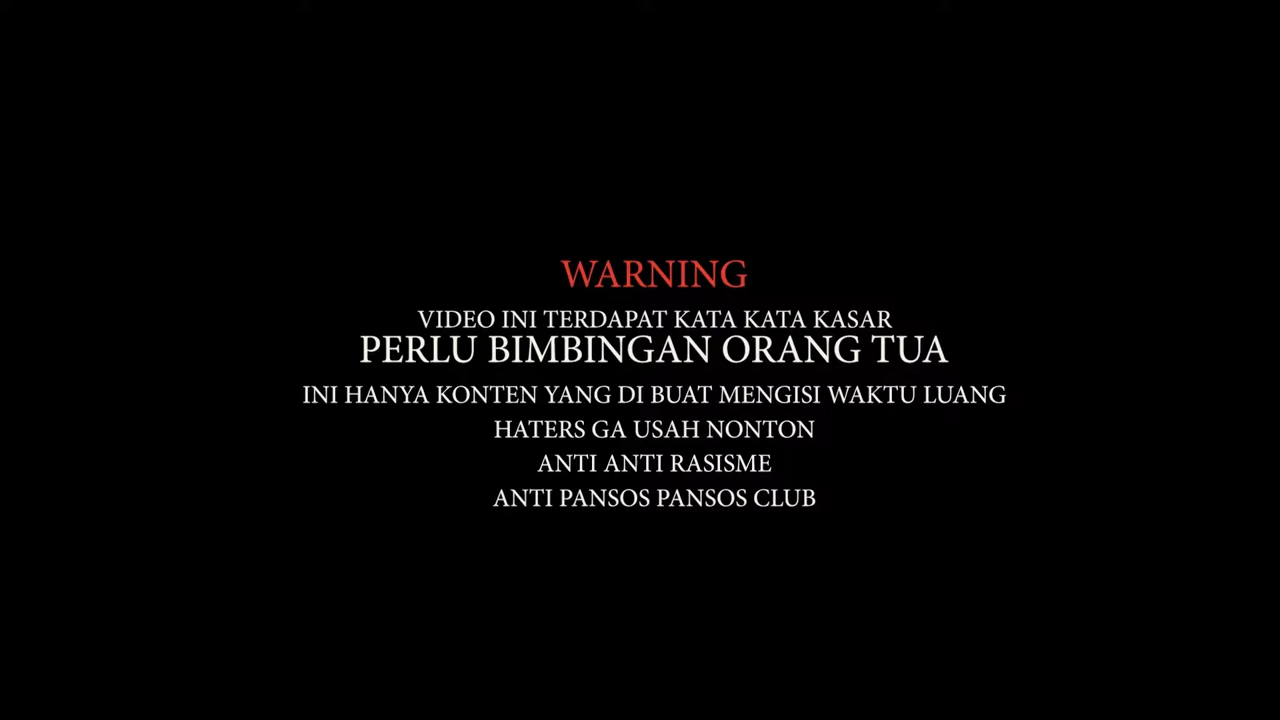 WARNING
VIDEO INI TERDAPAT KATA KATA KASAR
PERLU BIMBINGAN ORANG TUA
INI HANYA KONTEN YANG DI BUAT MENGISI WAKTU LUANG
HATERS GA USAH NONTON
ANTI ANTI RASISME
ANTI PANSOS PANSOS CLUB